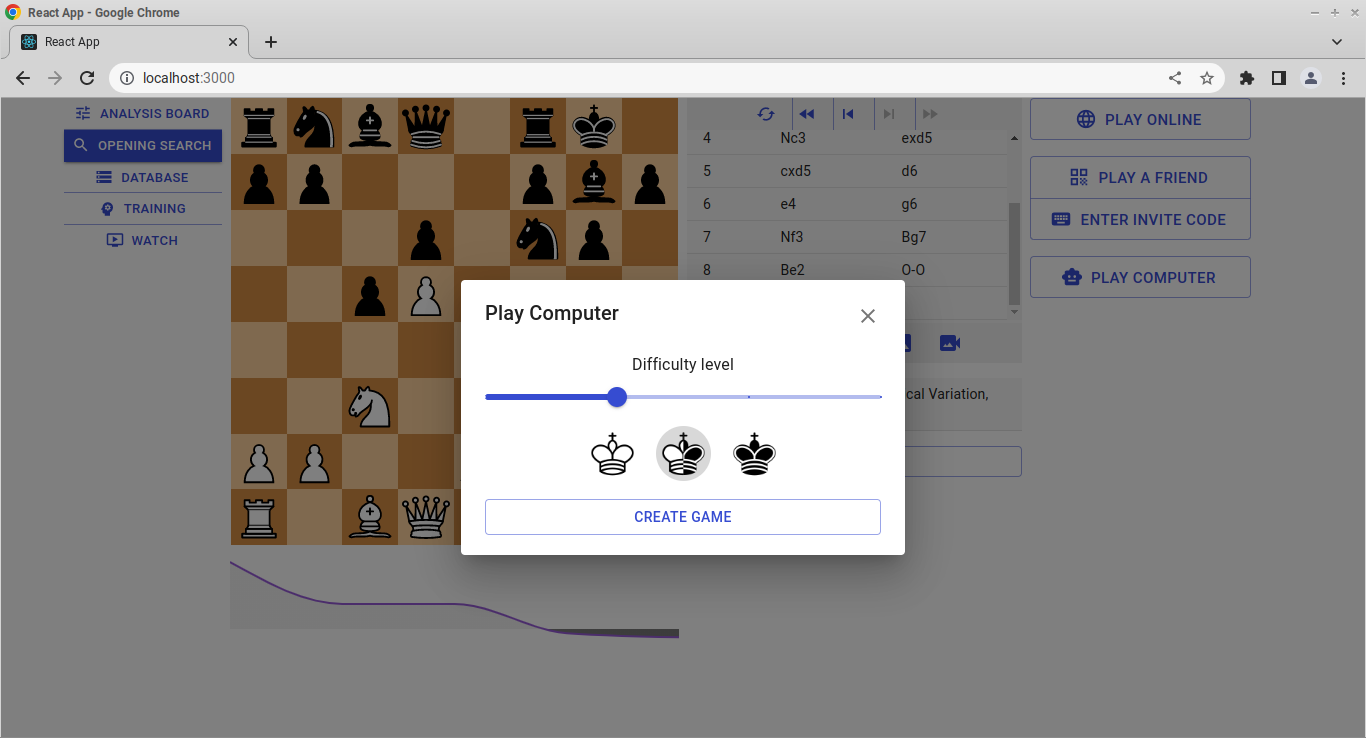 React App - Google Chrome
React App
localhost:3000
ANALYSIS BOARD
OPENING SEARCH
DATABASE
TRAINING
WATCH
4 Nc3 exd5
5 cxd5 d6
6 e4 g6
7 Nf3 Bg7
8 Be2 O-O
cal Variation,
PLAY ONLINE
PLAY A FRIEND
ENTER INVITE CODE
PLAY COMPUTER
Play Computer
Difficulty level
CREATE GAME